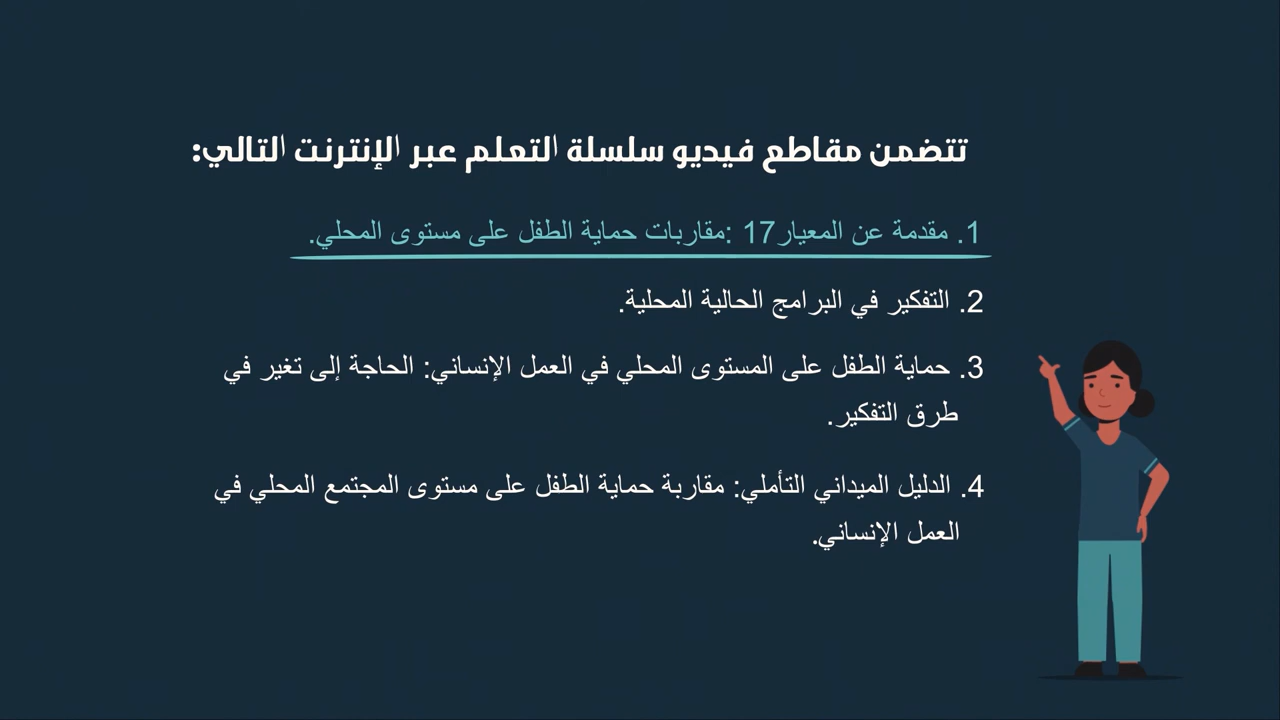 تتضمن مقاطع فيديو سلسلة التعلم عبر الإنترنت التالي:
1. مقدمة عن المعيار17 :مقاربات حماية الطفل على مستوى المحلي.
2. التفكير في البرامج الحالية المحلية.
3. حماية الطفل على المستوى المحلي في العمل الإنساني: الحاجة إلى تغير في
طرق التفكير.
4. الدليل الميداني التأملي: مقاربة حماية الطفل على مستوى المجتمع المحلي في
العمل الإنساني.